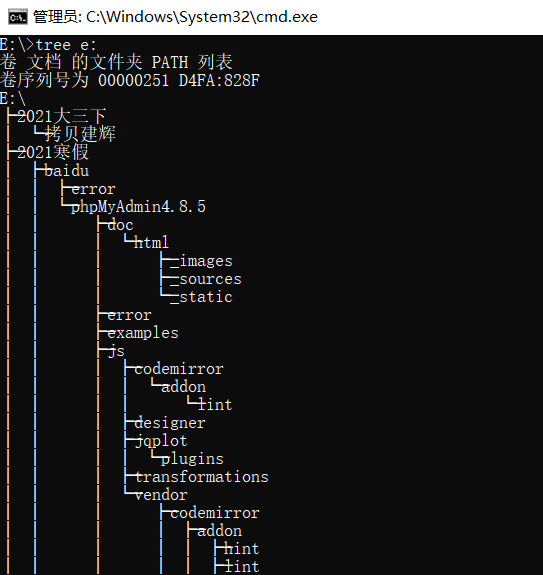 管理员: C:\Windows\System32\cmd.exe
E:\>tree e:
卷 文档 的文件夹 PATH 列表
卷序列号为 00000251 D4FA:828F
E:\
├─2021大三下
│  └─拷贝建辉
├─2021寒假
│  ├─baidu
│  │  ├─error
│  │  └─phpMyAdmin4.8.5
│  │      ├─doc
│  │      │  └─html
│  │      │      ├─_images
│  │      │      ├─_sources
│  │      │      └─_static
│  │      ├─error
│  │      ├─examples
│  │      ├─js
│  │      │  ├─codemirror
│  │      │  │  └─addon
│  │      │  │      └─lint
│  │      │  ├─designer
│  │      │  ├─jqplot
│  │      │  │  └─plugins
│  │      │  ├─transformations
│  │      │  └─vendor
│  │      │      ├─codemirror
│  │      │      │  ├─addon
│  │      │      │  │  ├─hint
│  │      │      │  │  ├─lint